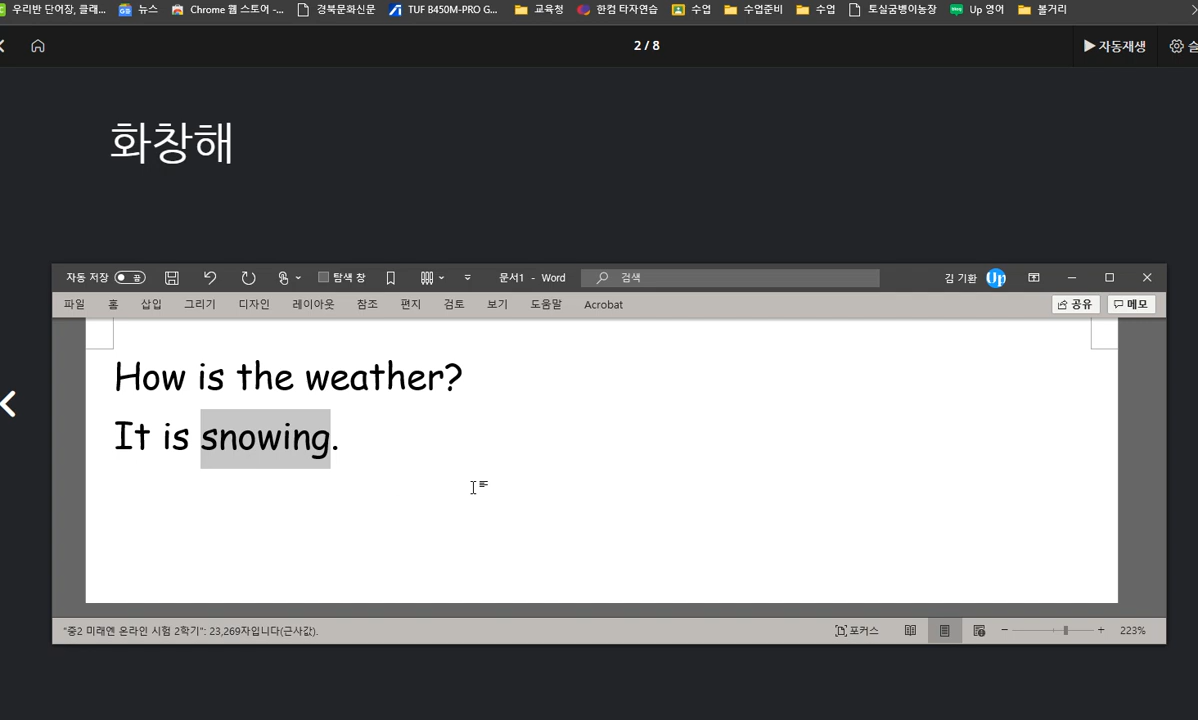 우리반 단어장, 클래... 뉴스 Chrome 웹 스토어 -... 경북문화신문 TUF B450M-PRO G... 교육청 한컴 타자연습 수업 수업준비 수업 토실굼벵이농장 Up 영어 볼거리
2 / 8 자동재생 슬
화창해
자동 저장 끔 탐색 창 문서1 - Word 검색 김 기환 Up
파일 홈 삽입 그리기 디자인 레이아웃 참조 편지 검토 보기 도움말 Acrobat 공유 메모
How is the weather?
It is snowing.
"중2 미래엔 온라인 시험 2학기": 23,269자입니다(근사값). 포커스 223%